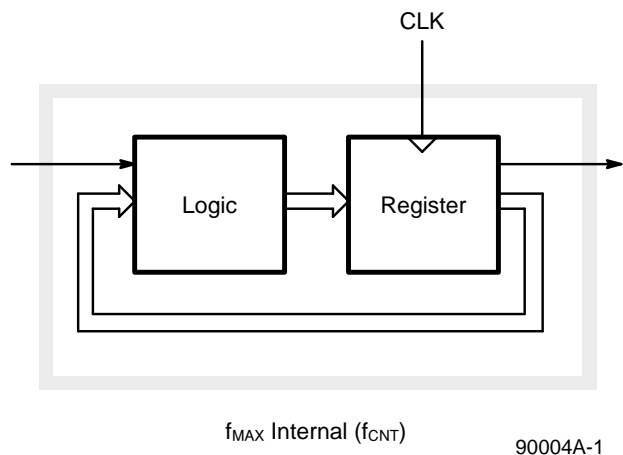 CLK
Logic
Register
fMAX Internal (fCNT)
90004A-1